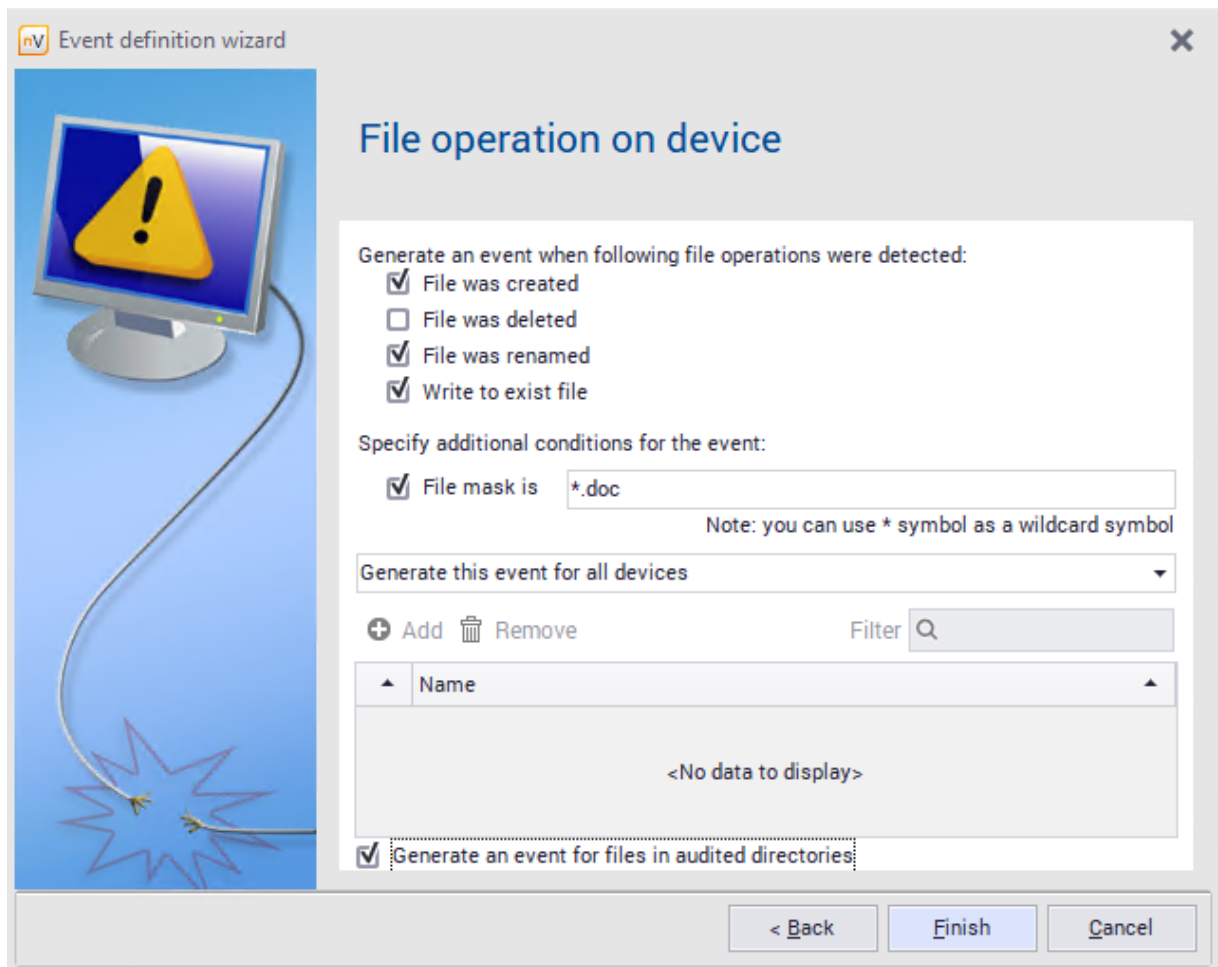 nV Event definition wizard
File operation on device
Generate an event when following file operations were detected:
File was created
File was deleted
File was renamed
Write to exist file
Specify additional conditions for the event:
File mask is *.doc
Note: you can use * symbol as a wildcard symbol
Generate this event for all devices
Add Remove Filter
Name
<No data to display>
Generate an event for files in audited directories
< Back Finish Cancel